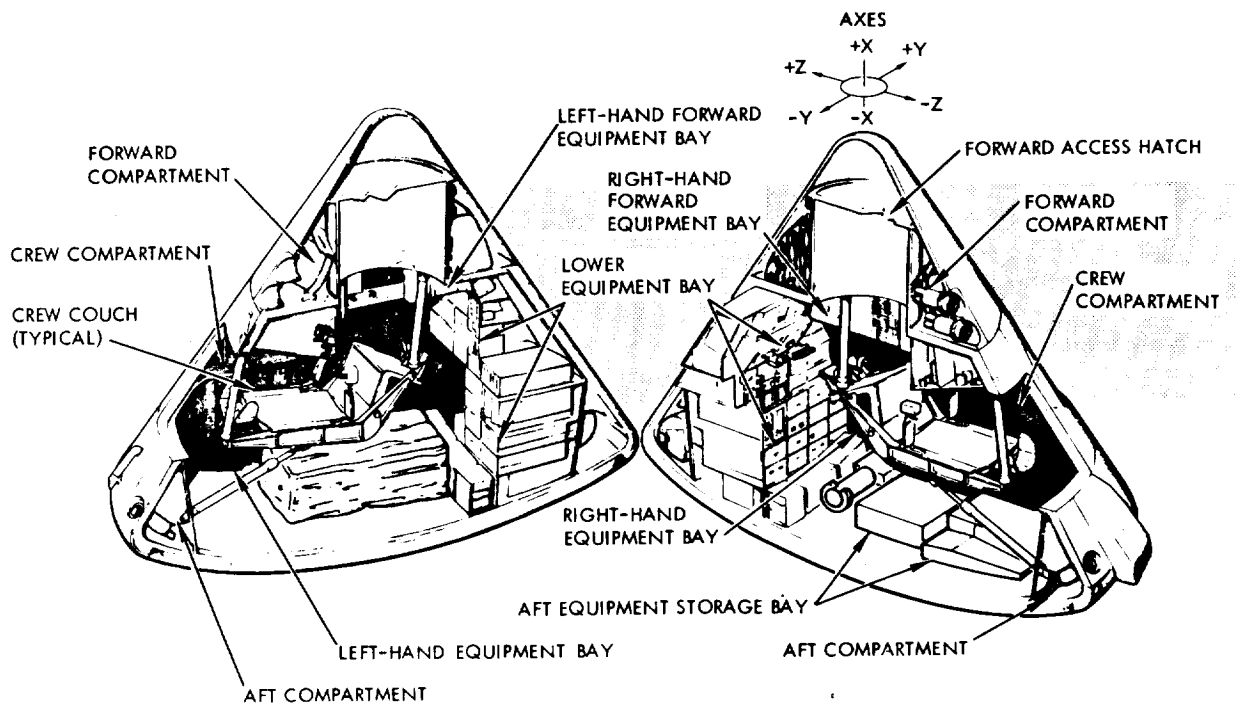 AXES
+X
+Y
+Z
-Y
-X
-Z
LEFT-HAND FORWARD
EQUIPMENT BAY
FORWARD
COMPARTMENT
CREW COMPARTMENT
CREW COUCH
(TYPICAL)
RIGHT-HAND
FORWARD
EQUIPMENT BAY
LOWER
EQUIPMENT BAY
FORWARD ACCESS HATCH
FORWARD
COMPARTMENT
CREW
COMPARTMENT
RIGHT-HAND
EQUIPMENT BAY
AFT EQUIPMENT STORAGE BAY
LEFT-HAND EQUIPMENT BAY
AFT COMPARTMENT
AFT COMPARTMENT